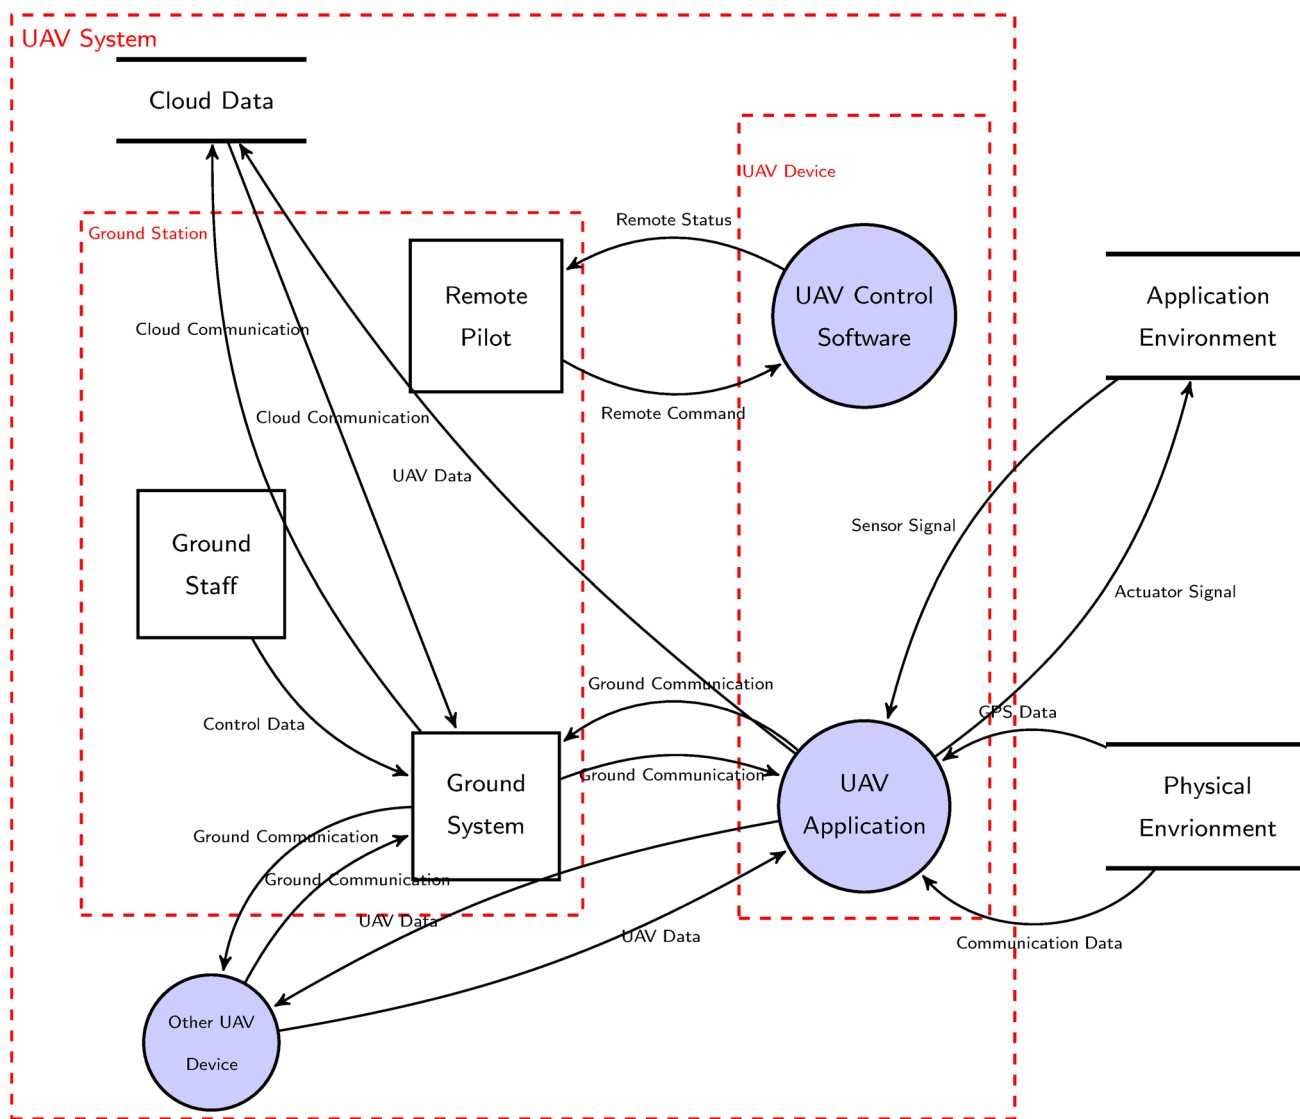 UAV System
Cloud Data
UAV Device
Remote Status
Ground Station
Remote
Pilot
UAV Control
Software
Application
Environment
Cloud Communication
Remote Command
Cloud Communication
UAV Data
Sensor Signal
Ground
Staff
Actuator Signal
Ground Communication
GPS Data
Control Data
Ground Communication
Ground
System
UAV
Application
Physical
Envrionment
Ground Communication
Ground Communication
UAV Data
UAV Data
Communication Data
Other UAV
Device